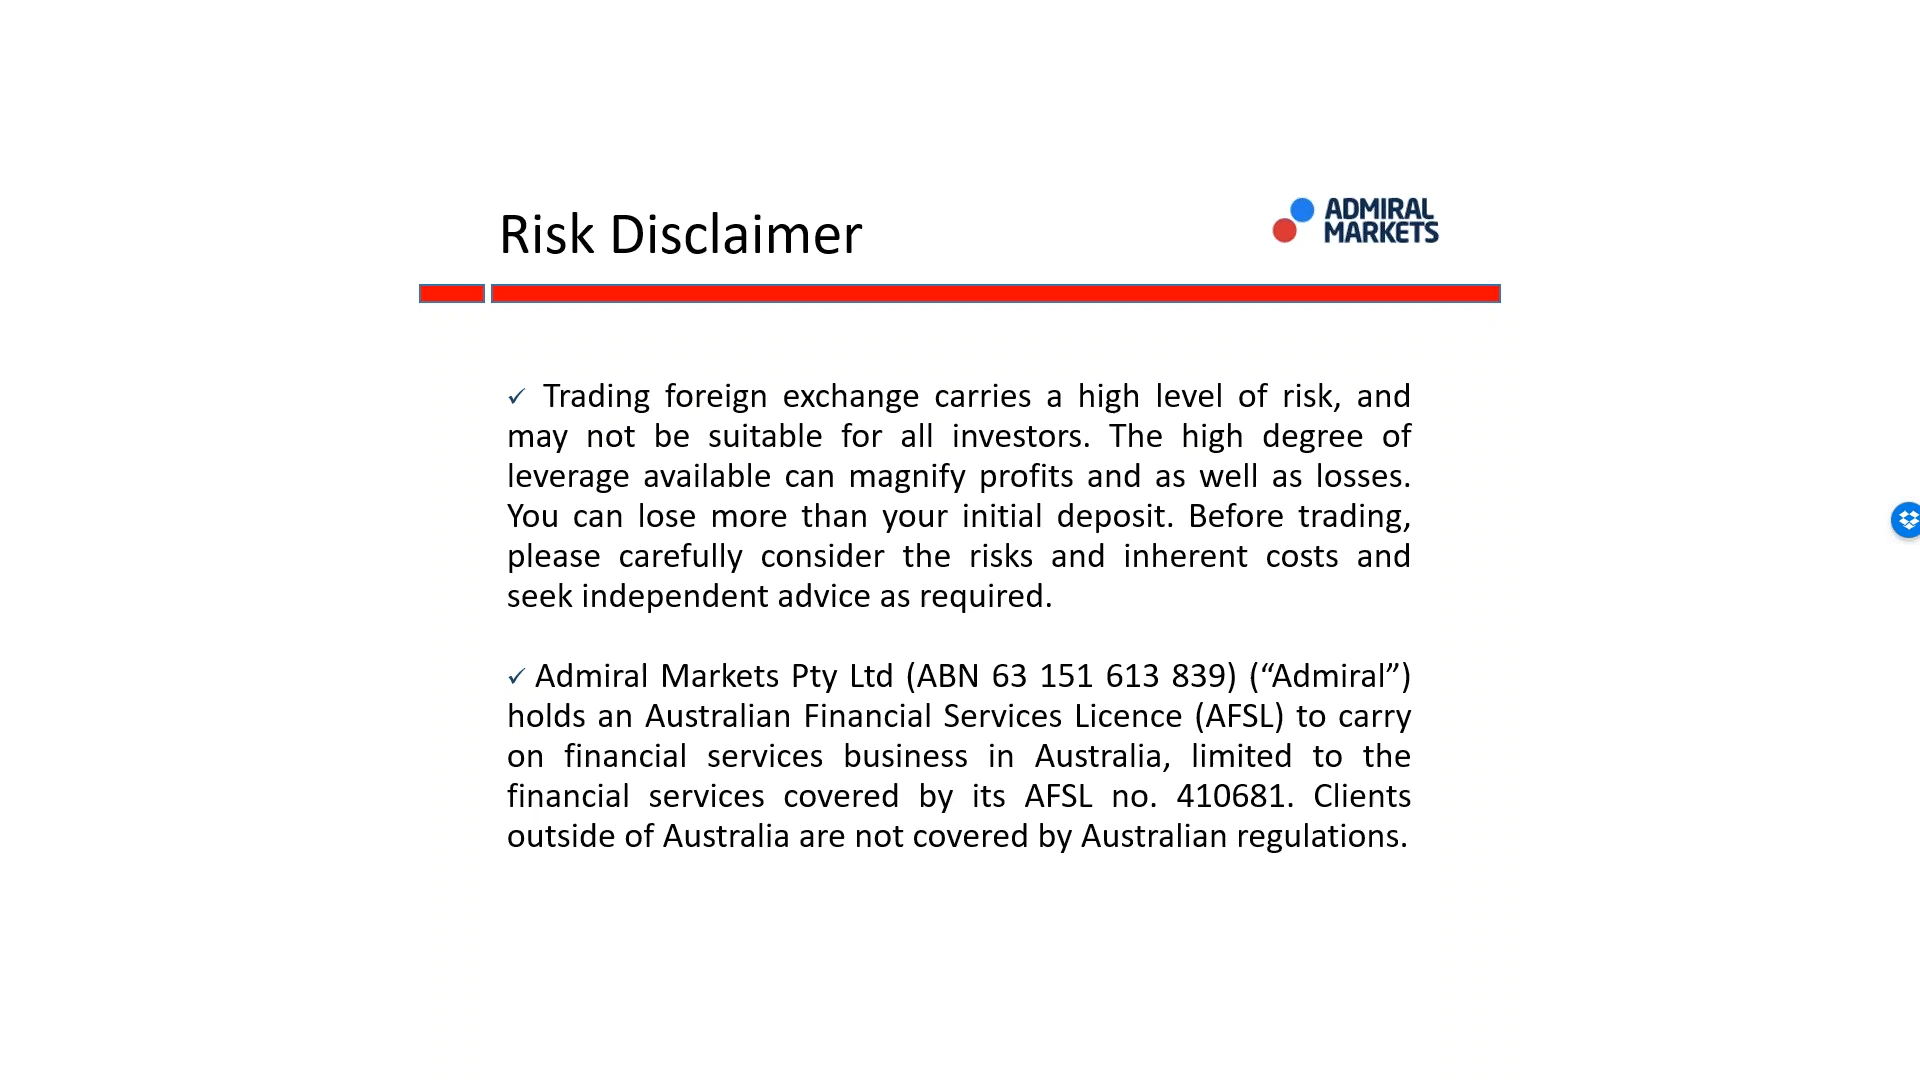 Risk Disclaimer
ADMIRAL
MARKETS
✓ Trading foreign exchange carries a high level of risk, and
may not be suitable for all investors. The high degree of
leverage available can magnify profits and as well as losses.
You can lose more than your initial deposit. Before trading,
please carefully consider the risks and inherent costs and
seek independent advice as required.
✓ Admiral Markets Pty Ltd (ABN 63 151 613 839) (“Admiral”)
holds an Australian Financial Services Licence (AFSL) to carry
on financial services business in Australia, limited to the
financial services covered by its AFSL no. 410681. Clients
outside of Australia are not covered by Australian regulations.